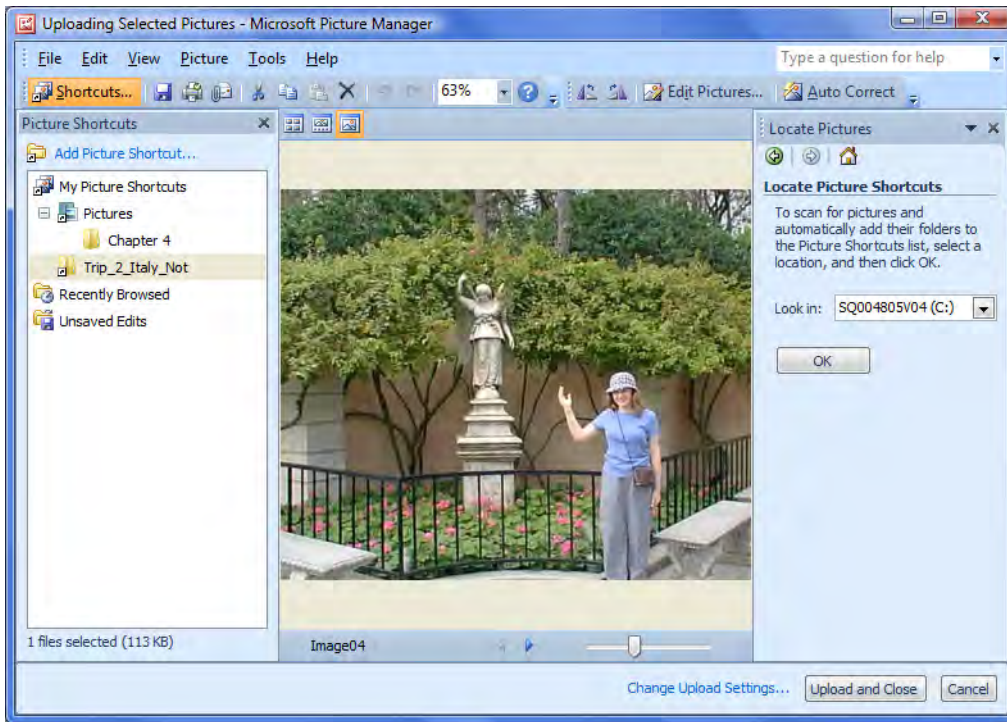 Uploading Selected Pictures - Microsoft Picture Manager
File Edit View Picture Tools Help
Type a question for help
Shortcuts...
63%
Edit Pictures...
Auto Correct
Picture Shortcuts
Add Picture Shortcut...
My Picture Shortcuts
Pictures
Chapter 4
Trip_2_Italy_Not
Recently Browsed
Unsaved Edits
1 files selected (113 KB)
Image04
Locate Pictures
Locate Picture Shortcuts
To scan for pictures and
automatically add their folders to
the Picture Shortcuts list, select a
location, and then click OK.
Look in: SQ004805V04 (C:)
OK
Change Upload Settings... Upload and Close Cancel